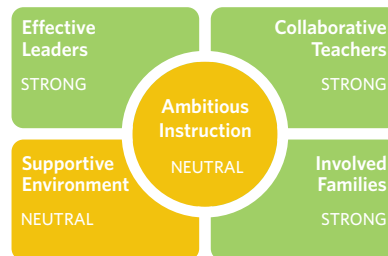 Effective
Leaders
STRONG
Collaborative
Teachers
STRONG
Ambitious
Instruction
NEUTRAL
Supportive
Environment
NEUTRAL
Involved
Families
STRONG